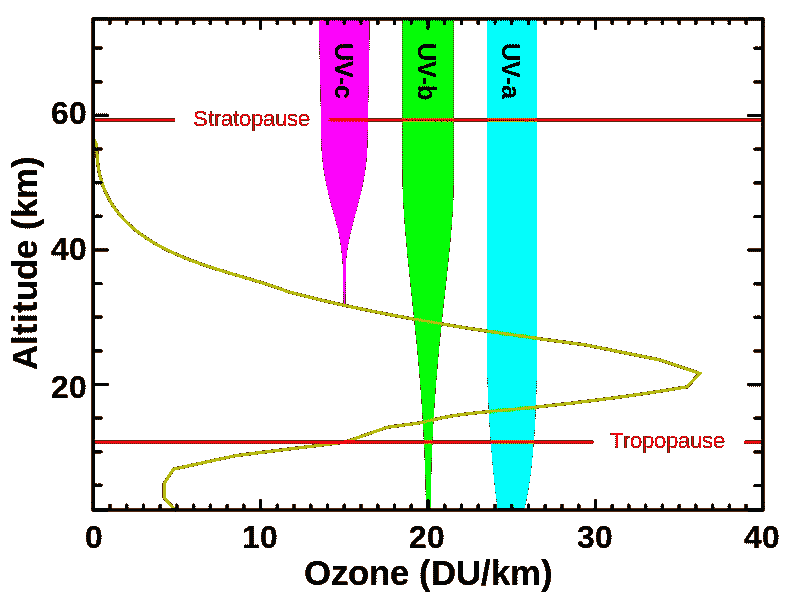 UV-c
UV-b
UV-a
60
Stratopause
40
20
Tropopause
0 10 20 30 40
Altitude (km)
Ozone (DU/km)